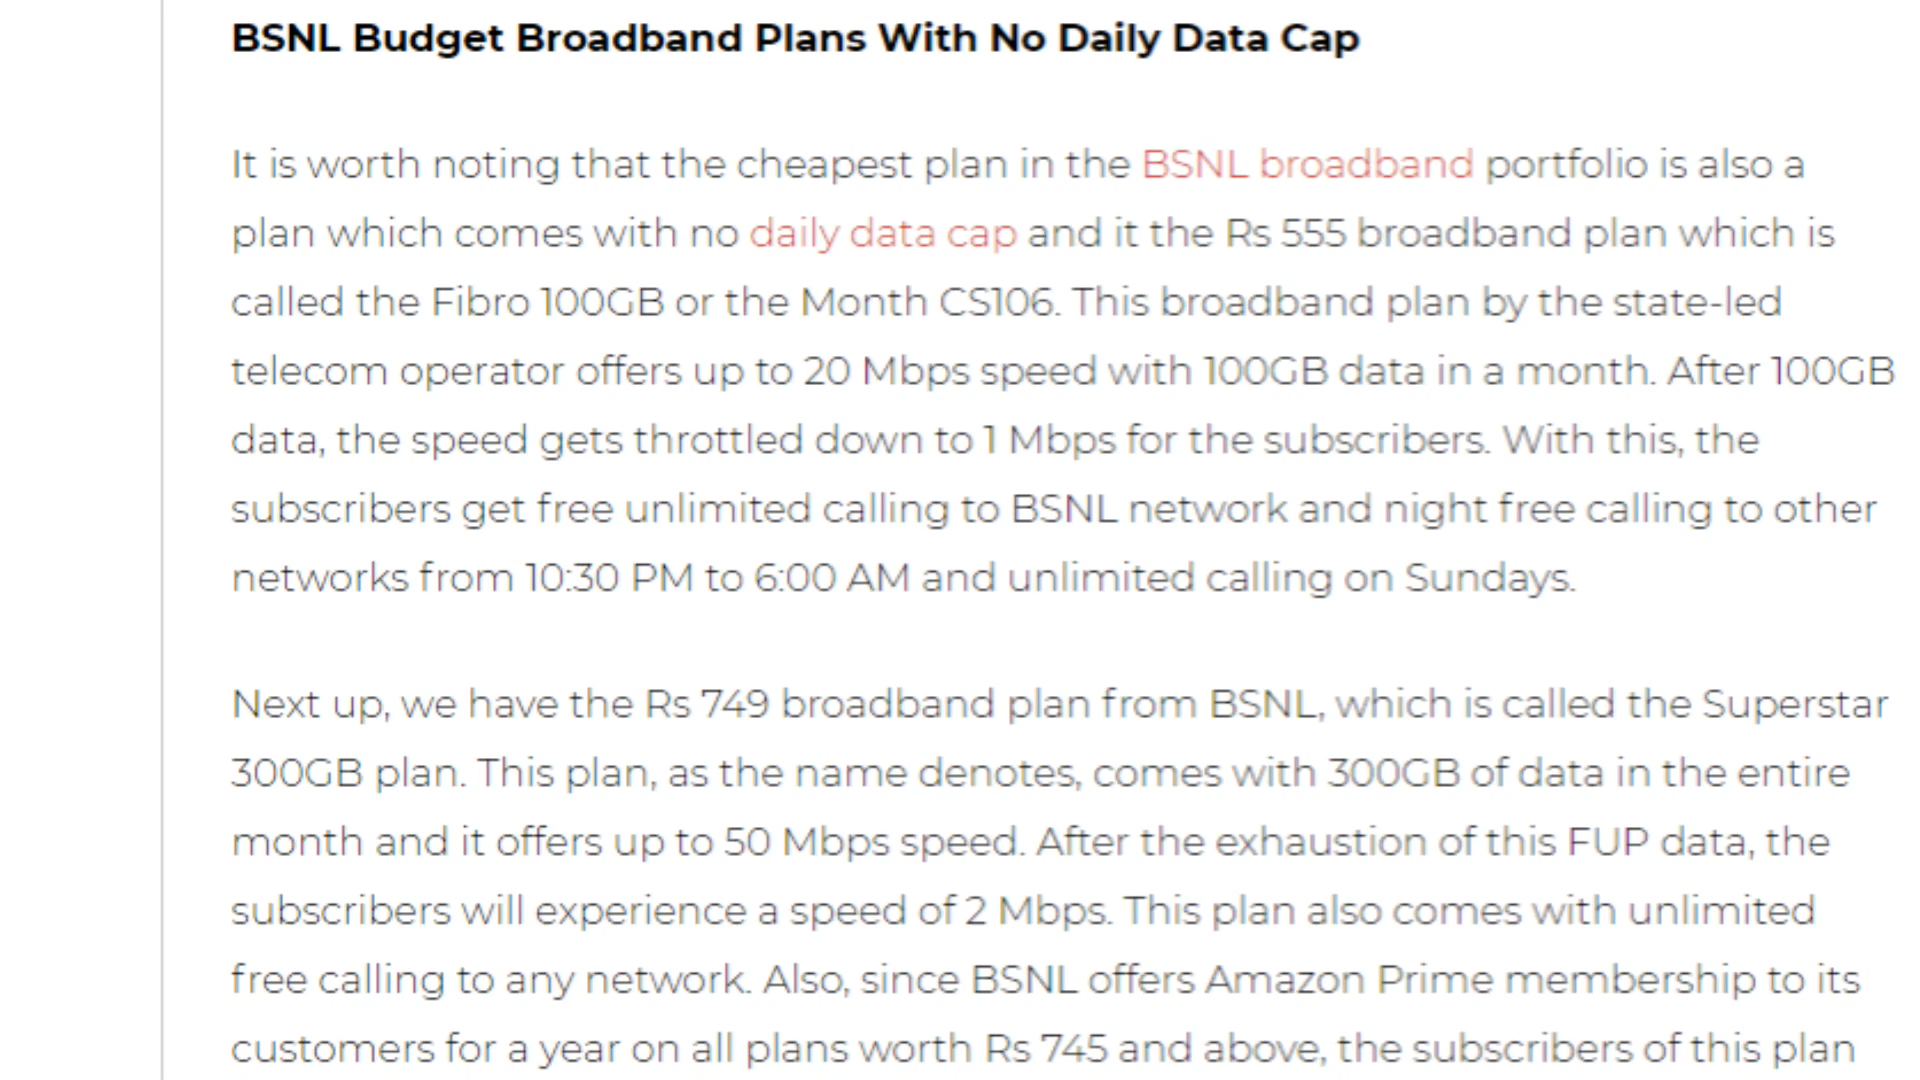 BSNL Budget Broadband Plans With No Daily Data Cap
It is worth noting that the cheapest plan in the BSNL broadband portfolio is also a
plan which comes with no daily data cap and it the Rs 555 broadband plan which is
called the Fibro 100GB or the Month CS106. This broadband plan by the state-led
telecom operator offers up to 20 Mbps speed with 100GB data in a month. After 100GB
data, the speed gets throttled down to 1 Mbps for the subscribers. With this, the
subscribers get free unlimited calling to BSNL network and night free calling to other
networks from 10:30 PM to 6:00 AM and unlimited calling on Sundays.
Next up, we have the Rs 749 broadband plan from BSNL, which is called the Superstar
300GB plan. This plan, as the name denotes, comes with 300GB of data in the entire
month and it offers up to 50 Mbps speed. After the exhaustion of this FUP data, the
subscribers will experience a speed of 2 Mbps. This plan also comes with unlimited
free calling to any network. Also, since BSNL offers Amazon Prime membership to its
customers for a year on all plans worth Rs 745 and above, the subscribers of this plan